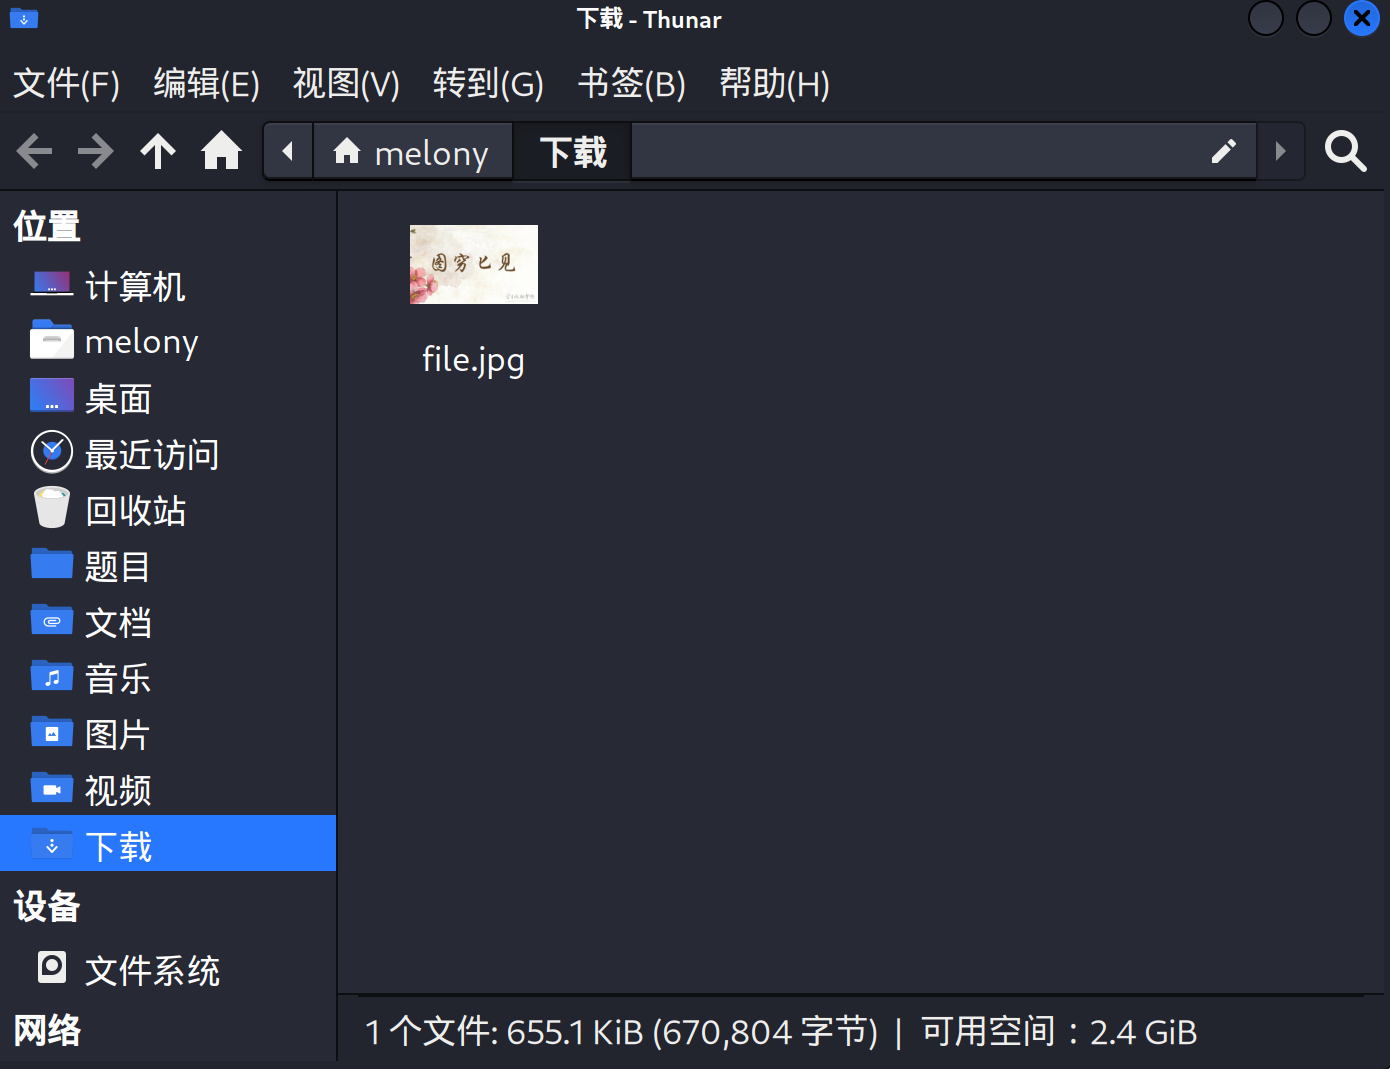 下载 - Thunar
文件(F) 编辑(E) 视图(V) 转到(G) 书签(B) 帮助(H)
melony 下载
位置
计算机
melony
桌面
最近访问
回收站
题目
文档
音乐
图片
视频
下载
设备
文件系统
网络
图穷匕见
file.jpg
1 个文件: 655.1 KiB (670,804 字节) | 可用空间：2.4 GiB